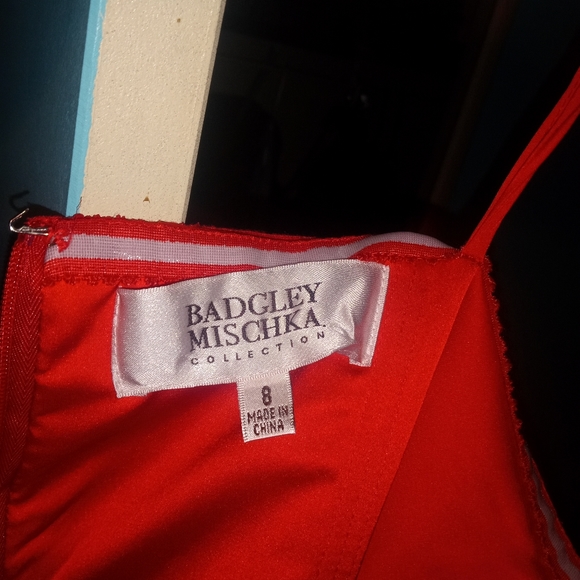 BADGLEY
MISCHKA.
COLLECTION
8
MADE IN
CHINA